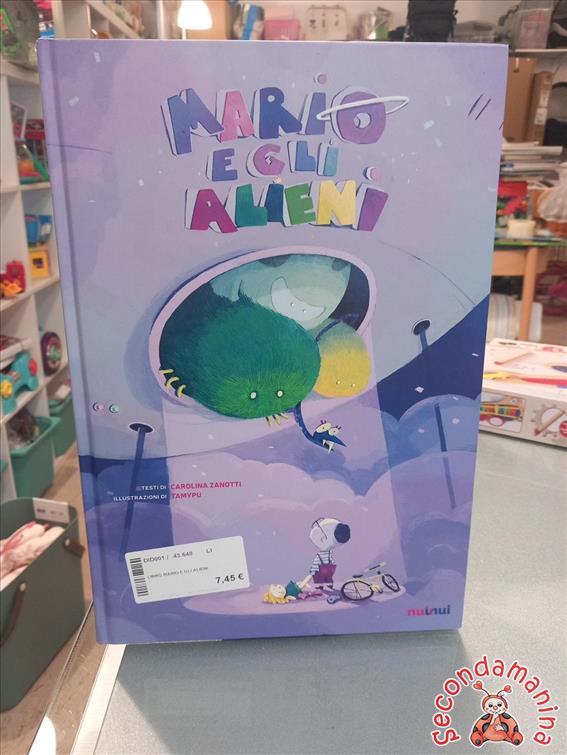 MARIO
E GLI
ALIENI
TESTI DI CAROLINA ZANOTTI
ILLUSTRAZIONI DI TAMYPU
DID001 / 43.648 LI
LIBRO MARIO E GLI ALIENI
7,45 €
nuinui
Secondamanina